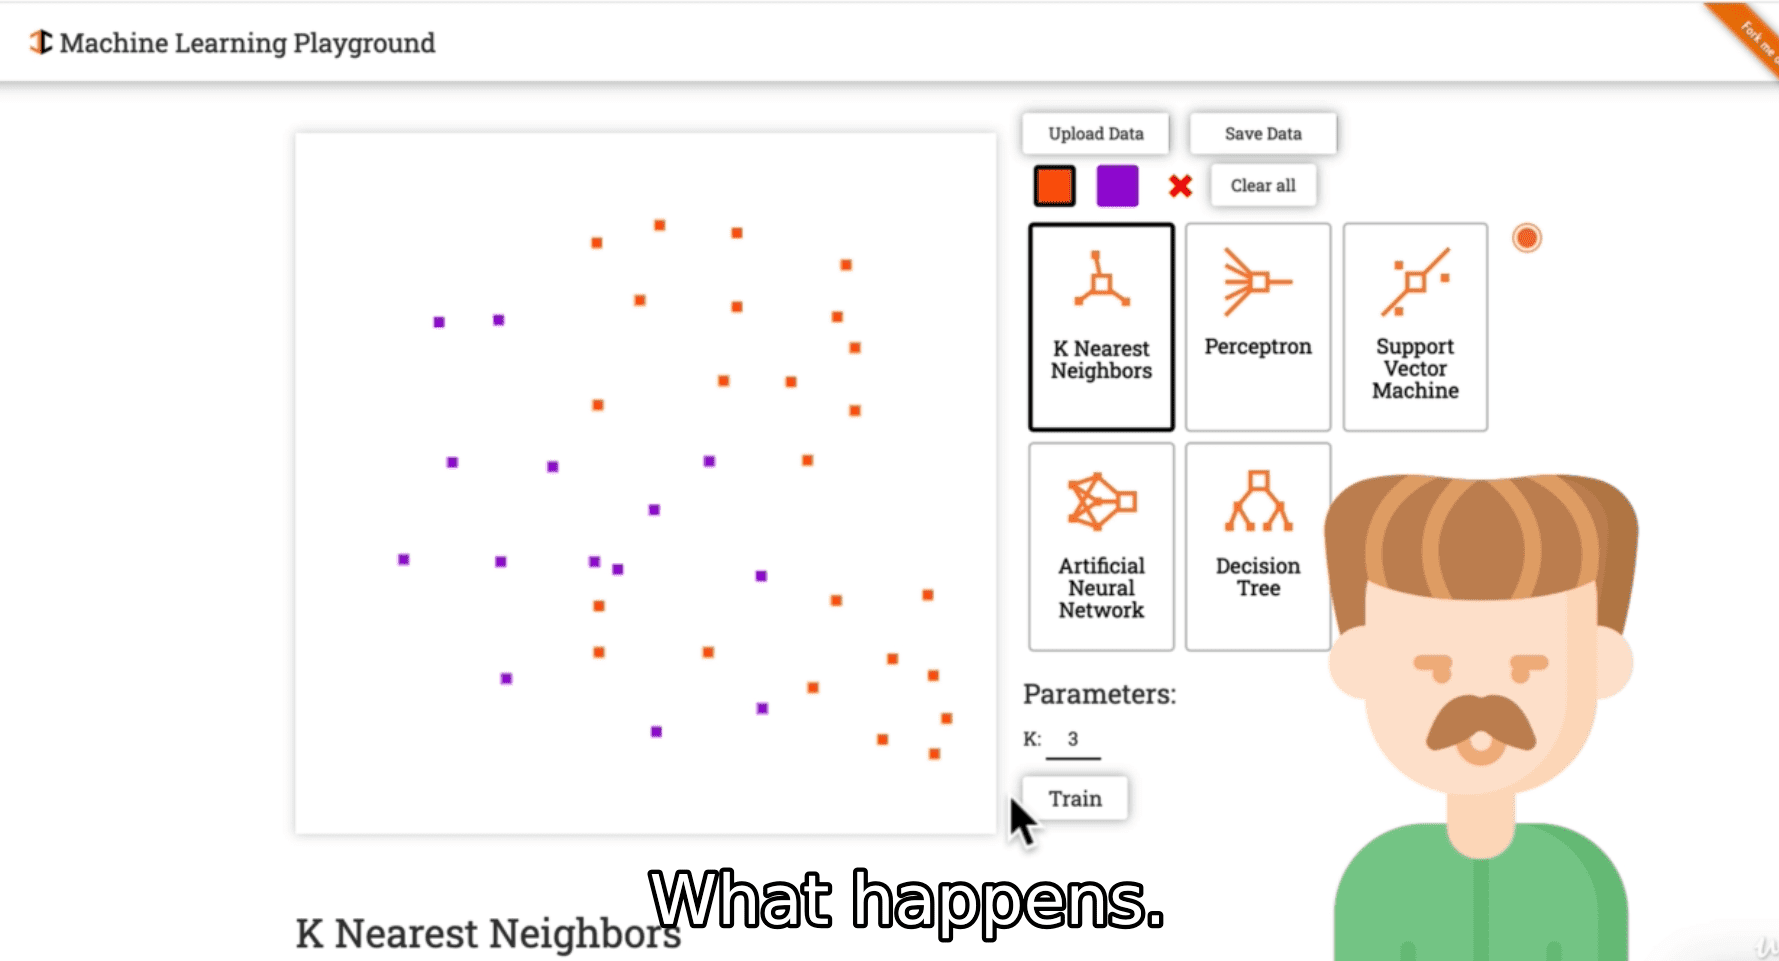 Machine Learning Playground
Fork me
Upload Data
Save Data
Clear all
K Nearest
Neighbors
Perceptron
Support
Vector
Machine
Artificial
Neural
Network
Decision
Tree
Parameters:
K: 3
Train
What happens.
K Nearest Neighbors